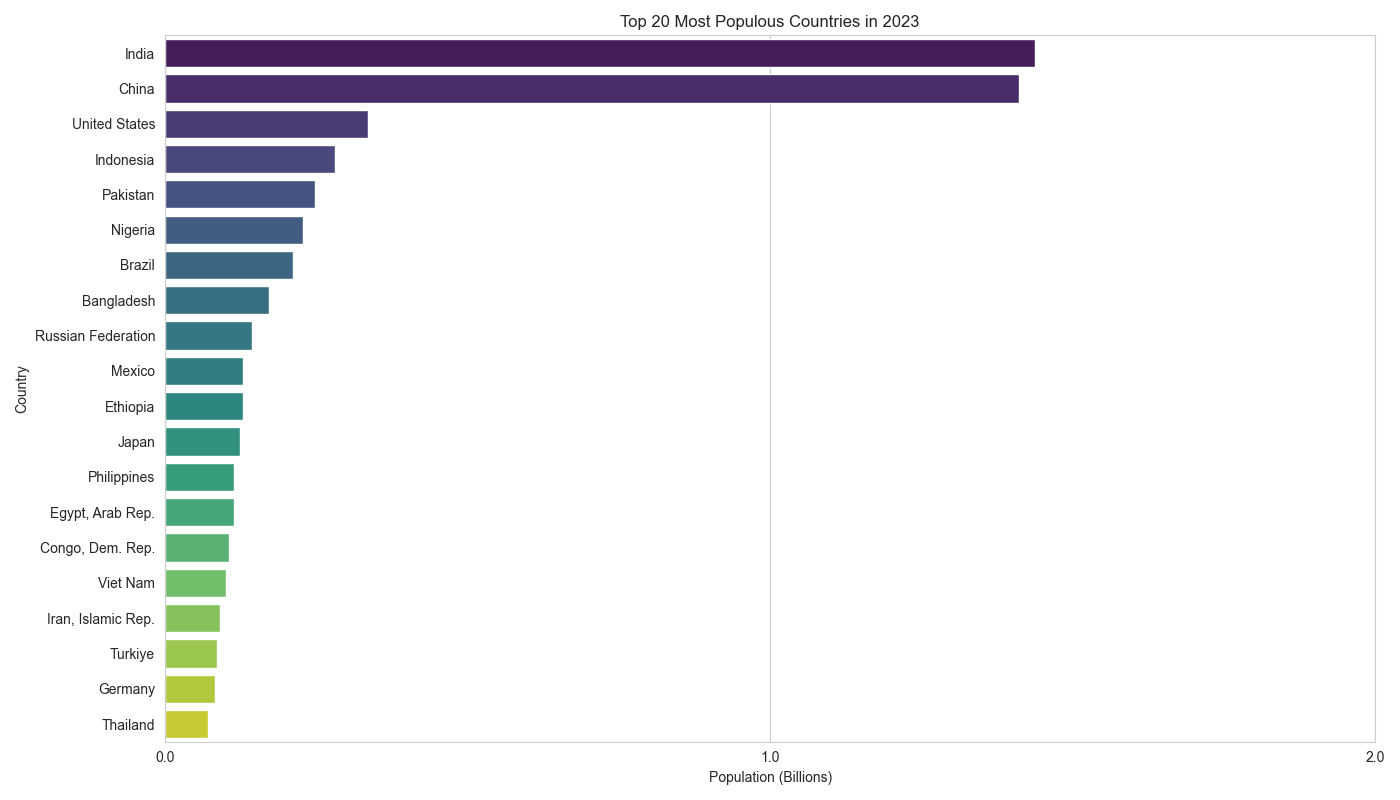 Top 20 Most Populous Countries in 2023
India
China
United States
Indonesia
Pakistan
Nigeria
Brazil
Bangladesh
Russian Federation
Mexico
Ethiopia
Japan
Philippines
Egypt, Arab Rep.
Congo, Dem. Rep.
Viet Nam
Iran, Islamic Rep.
Turkiye
Germany
Thailand
Country
0.0 1.0 2.0
Population (Billions)